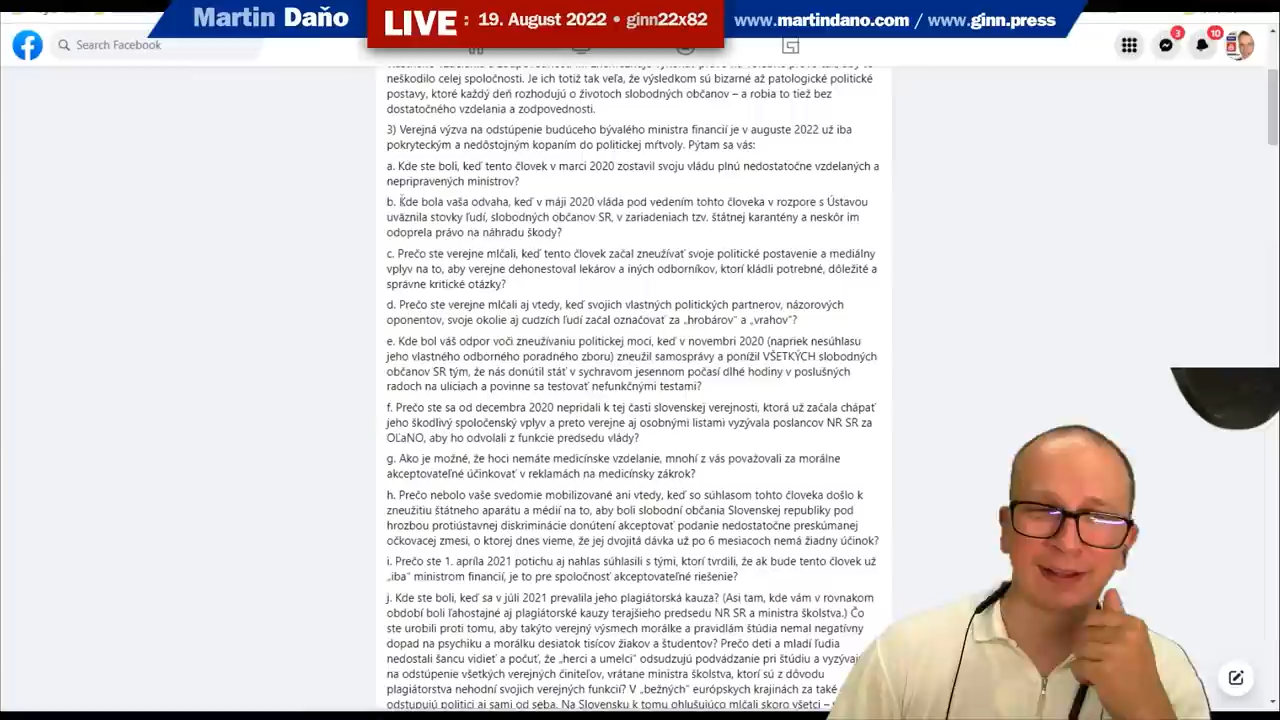 Martin Daňo
LIVE : 19. August 2022 • ginn22x82
www.martindano.com / www.ginn.press
Search Facebook
3
10
neškodilo celej spoločnosti. Je ich totiž tak veľa, že výsledkom sú bizarné až patologické politické
postavy, ktoré každý deň rozhodujú o životoch slobodných občanov – a robia to tiež bez
dostatočného vzdelania a zodpovednosti.
3) Verejná výzva na odstúpenie budúceho bývalého ministra financií je v auguste 2022 už iba
pokryteckým a nedôstojným kopaním do politickej mŕtvoly. Pýtam sa vás:
a. Kde ste boli, keď tento človek v marci 2020 zostavil svoju vládu plnú nedostatočne vzdelaných a
nepripravených ministrov?
b. Kde bola vaša odvaha, keď v máji 2020 vláda pod vedením tohto človeka v rozpore s Ústavou
uväznila stovky ľudí, slobodných občanov SR, v zariadeniach tzv. štátnej karantény a neskôr im
odoprela právo na náhradu škody?
c. Prečo ste verejne mlčali, keď tento človek začal zneužívať svoje politické postavenie a mediálny
vplyv na to, aby verejne dehonestoval lekárov a iných odborníkov, ktorí kládli potrebné, dôležité a
správne kritické otázky?
d. Prečo ste verejne mlčali aj vtedy, keď svojich vlastných politických partnerov, názorových
oponentov, svoje okolie aj cudzích ľudí začal označovať za „hrobárov“ a „vrahov“?
e. Kde bol váš odpor voči zneužívaniu politickej moci, keď v novembri 2020 (napriek nesúhlasu
jeho vlastného odborného poradného zboru) zneužil samosprávy a ponížil VŠETKÝCH slobodných
občanov SR tým, že nás donútil stáť v sychravom jesennom počasí dlhé hodiny v poslušných
radoch na uliciach a povinne sa testovať nefunkčnými testami?
f. Prečo ste sa od decembra 2020 nepridali k tej časti slovenskej verejnosti, ktorá už začala chápať
jeho škodlivý spoločenský vplyv a preto verejne aj osobnými listami vyzývala poslancov NR SR za
OĽaNO, aby ho odvolali z funkcie predsedu vlády?
g. Ako je možné, že hoci nemáte medicínske vzdelanie, mnohí z vás považovali za morálne
akceptovateľné účinkovať v reklamách na medicínsky zákrok?
h. Prečo nebolo vaše svedomie mobilizované ani vtedy, keď so súhlasom tohto človeka došlo k
zneužitiu štátneho aparátu a médií na to, aby boli slobodní občania Slovenskej republiky pod
hrozbou protiústavnej diskriminácie donútení akceptovať podanie nedostatočne preskúmanej
očkovacej zmesi, o ktorej dnes vieme, že jej dvojitá dávka už po 6 mesiacoch nemá žiadny účinok?
i. Prečo ste 1. apríla 2021 potichu aj nahlas súhlasili s tými, ktorí tvrdili, že ak bude tento človek už
„iba“ ministrom financií, je to pre spoločnosť akceptovateľné riešenie?
j. Kde ste boli, keď sa v júli 2021 prevalila jeho plagiátorská kauza? (Asi tam, kde vám v rovnakom
období boli ľahostajné aj plagiátorské kauzy terajšieho predsedu NR SR a ministra školstva.) Čo
ste urobili proti tomu, aby takýto verejný výsmech morálke a pravidlám štúdia nemal negatívny
dopad na psychiku a morálku desiatok tisícov žiakov a študentov? Prečo deti a mladí ľudia
nedostali šancu vidieť a počuť, že „herci a umelci“ odsudzujú podvádzanie pri štúdiu a
na odstúpenie všetkých verejných činiteľov, vrátane ministra školstva, ktorí sú z dôvodu
plagiátorstva nehodní svojich verejných funkcií? V „bežných“ európskych krajinách za také
odstupujú politici aj sami od seba. Na Slovensku k tomu ohlušujúco mlčali skoro všetci –